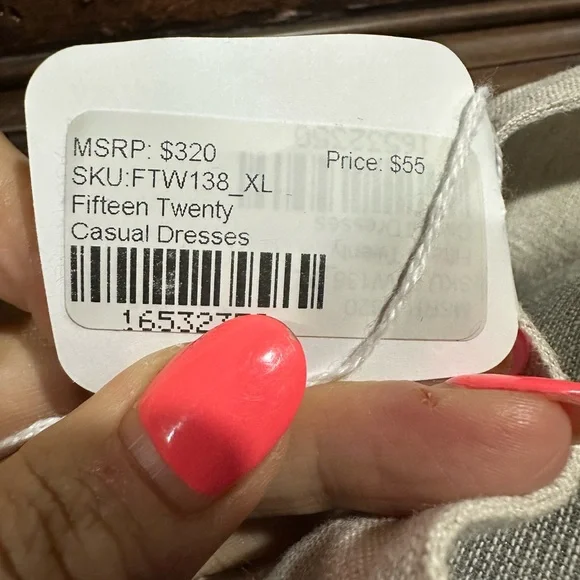 MSRP: $320 Price: $55
SKU:FTW138_XL
Fifteen Twenty
Casual Dresses